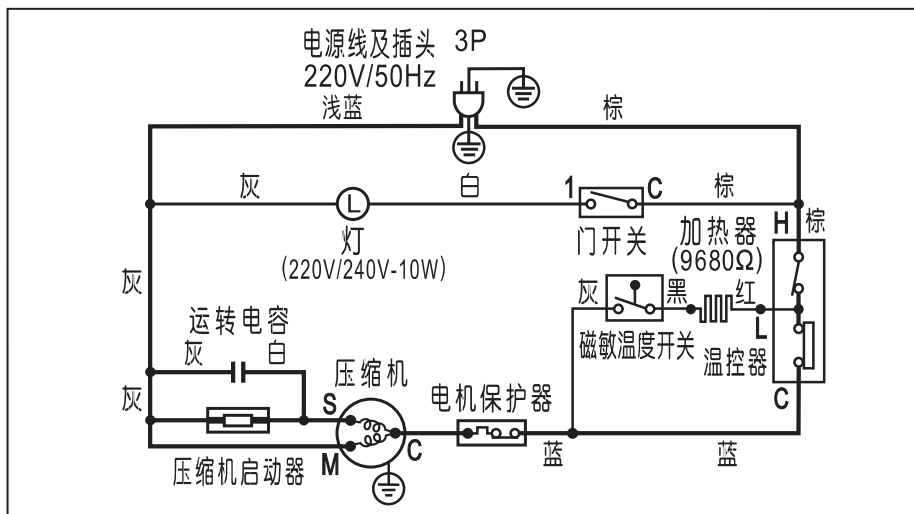 电源线及插头 3P
220V/50Hz
浅蓝
棕
灰
L
白
1
C
棕
灯
(220V/240V-10W)
门开关
加热器
(9680Ω)
H
棕
灰
灰
黑
红
L
磁敏温度开关
温控器
C
运转电容
灰
白
灰
压缩机
S
M
C
电机保护器
蓝
蓝
压缩机启动器